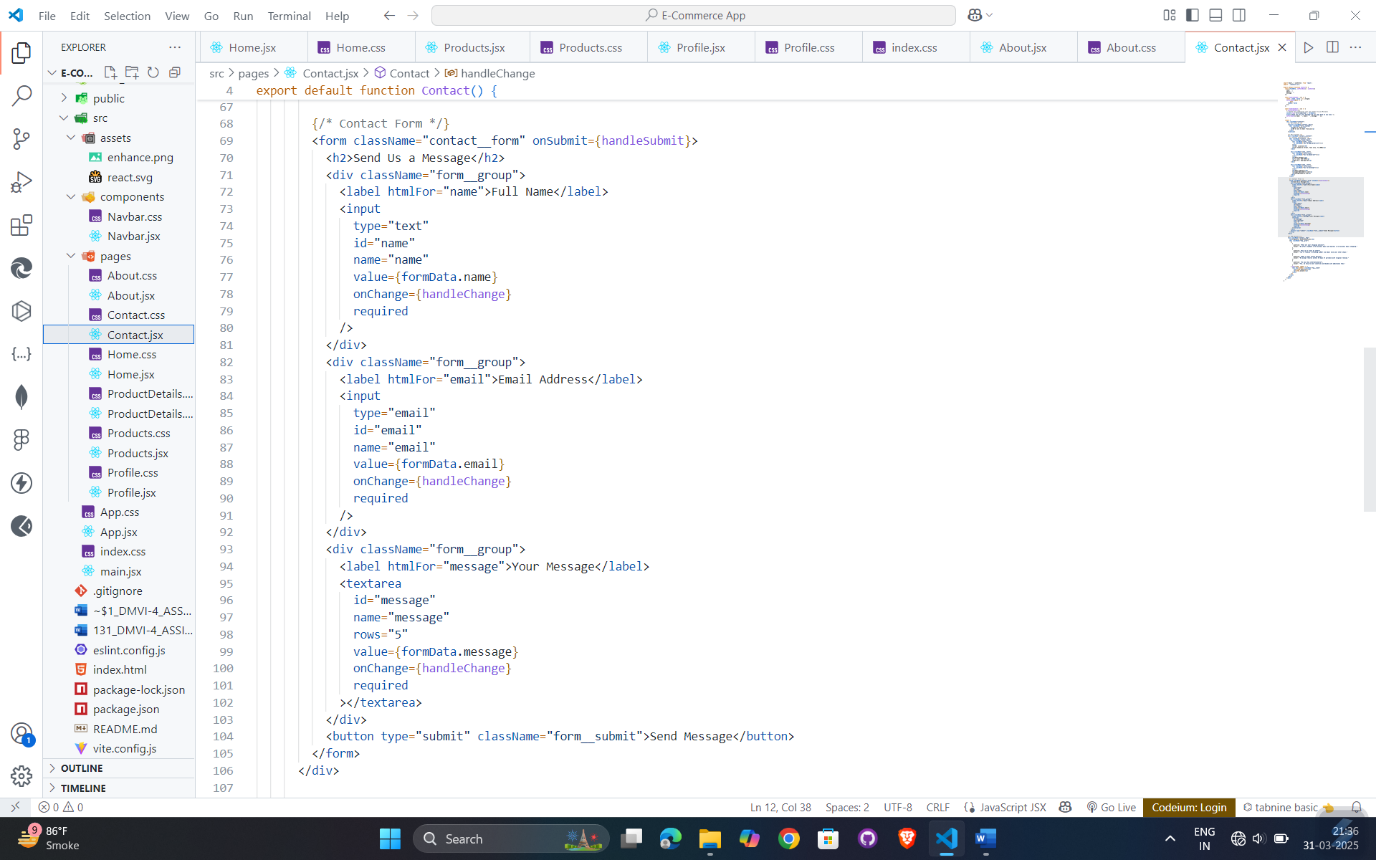 File Edit Selection View Go Run Terminal Help E-Commerce App
EXPLORER
Home.jsx Home.css Products.jsx Products.css Profile.jsx Profile.css index.css About.jsx About.css Contact.jsx
E-CO...
src > pages > Contact.jsx > Contact > handleChange
public
src
assets
enhance.png
react.svg
components
Navbar.css
Navbar.jsx
pages
About.css
About.jsx
Contact.css
Contact.jsx
Home.css
Home.jsx
ProductDetails....
ProductDetails....
Products.css
Products.jsx
Profile.css
Profile.jsx
App.css
App.jsx
index.css
main.jsx
.gitignore
~$1_DMVI-4_ASS...
131_DMVI-4_ASSI...
eslint.config.js
index.html
package-lock.json
package.json
README.md
vite.config.js
OUTLINE
TIMELINE
4 export default function Contact() {
67
68 {/* Contact Form */}
69 <form className="contact__form" onSubmit={handleSubmit}>
70 <h2>Send Us a Message</h2>
71 <div className="form__group">
72 <label htmlFor="name">Full Name</label>
73 <input
74 type="text"
75 id="name"
76 name="name"
77 value={formData.name}
78 onChange={handleChange}
79 required
80 />
81 </div>
82 <div className="form__group">
83 <label htmlFor="email">Email Address</label>
84 <input
85 type="email"
86 id="email"
87 name="email"
88 value={formData.email}
89 onChange={handleChange}
90 required
91 />
92 </div>
93 <div className="form__group">
94 <label htmlFor="message">Your Message</label>
95 <textarea
96 id="message"
97 name="message"
98 rows="5"
99 value={formData.message}
100 onChange={handleChange}
101 required
102 ></textarea>
103 </div>
104 <button type="submit" className="form__submit">Send Message</button>
105 </form>
106 </div>
107
1
0 0 Ln 12, Col 38 Spaces: 2 UTF-8 CRLF JavaScript JSX Go Live Codeium: Login tabnine basic
9 86°F
Smoke
Search
ENG
IN
21:36
31-03-2025